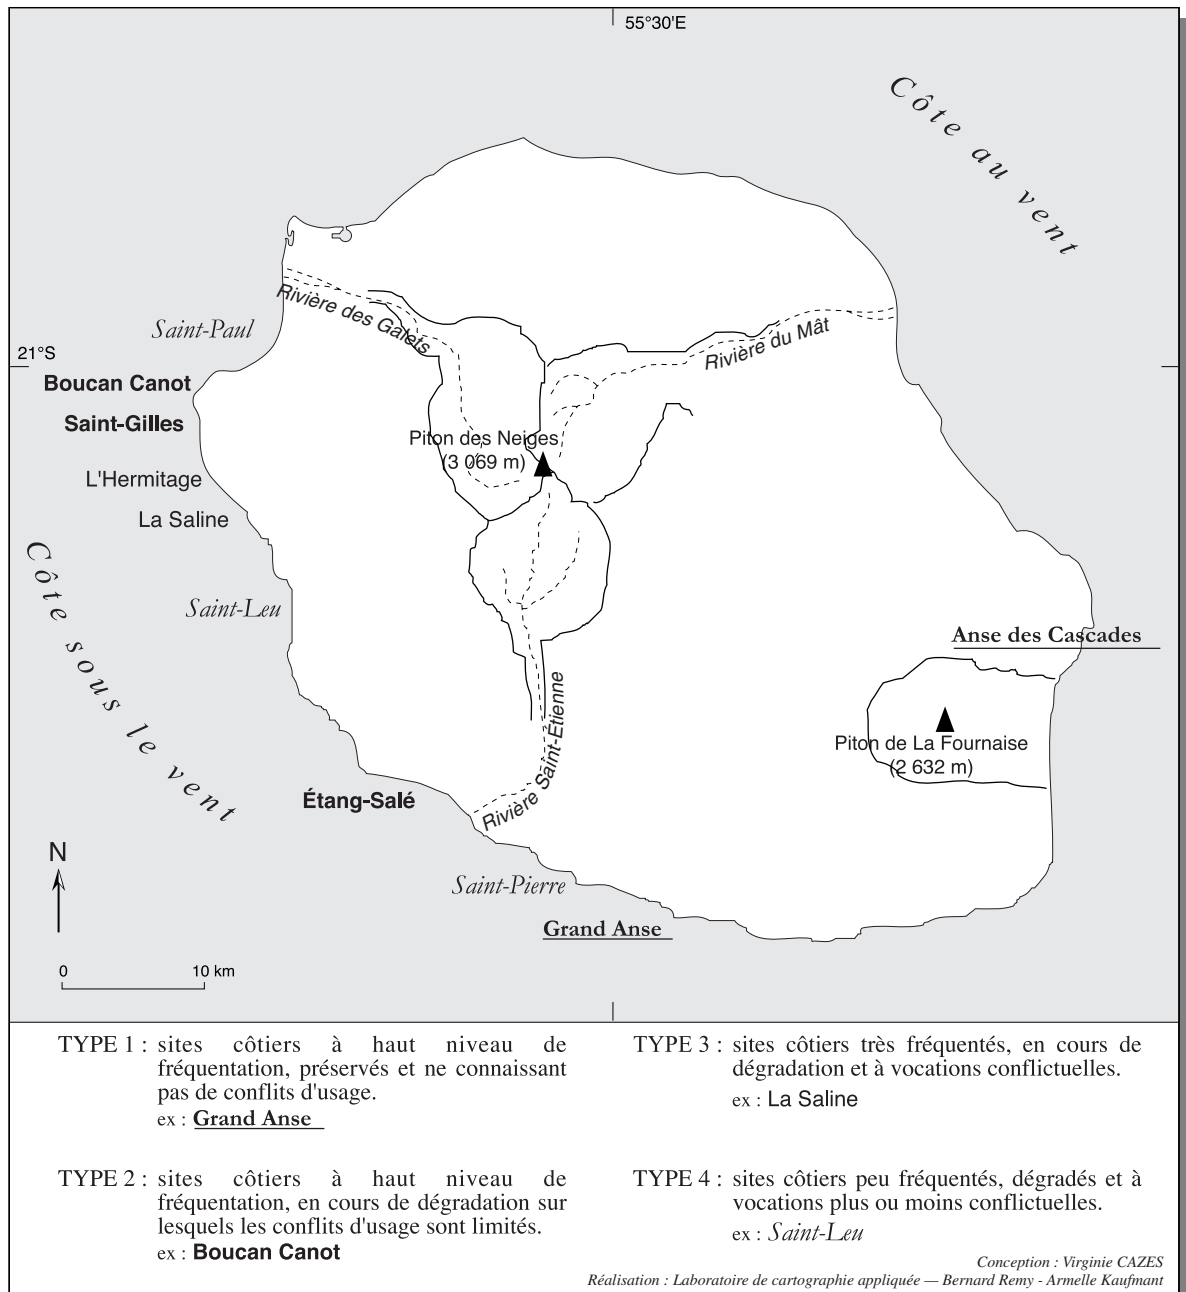 55°30'E
Côte au vent
Rivière des Galets
Saint-Paul
Rivière du Mât
21°S
Boucan Canot
Saint-Gilles
Piton des Neiges
(3 069 m)
L'Hermitage
La Saline
Côte sous le vent
Saint-Leu
Anse des Cascades
Rivière Saint-Étienne
Piton de La Fournaise
(2 632 m)
Étang-Salé
N
Saint-Pierre
Grand Anse
0 10 km
TYPE 1 : sites côtiers à haut niveau de
fréquentation, préservés et ne connaissant
pas de conflits d'usage.
ex : Grand Anse
TYPE 2 : sites côtiers à haut niveau de
fréquentation, en cours de dégradation sur
lesquels les conflits d'usage sont limités.
ex : Boucan Canot
TYPE 3 : sites côtiers très fréquentés, en cours de
dégradation et à vocations conflictuelles.
ex : La Saline
TYPE 4 : sites côtiers peu fréquentés, dégradés et à
vocations plus ou moins conflictuelles.
ex : Saint-Leu
Conception : Virginie CAZES
Réalisation : Laboratoire de cartographie appliquée — Bernard Remy - Armelle Kaufmant